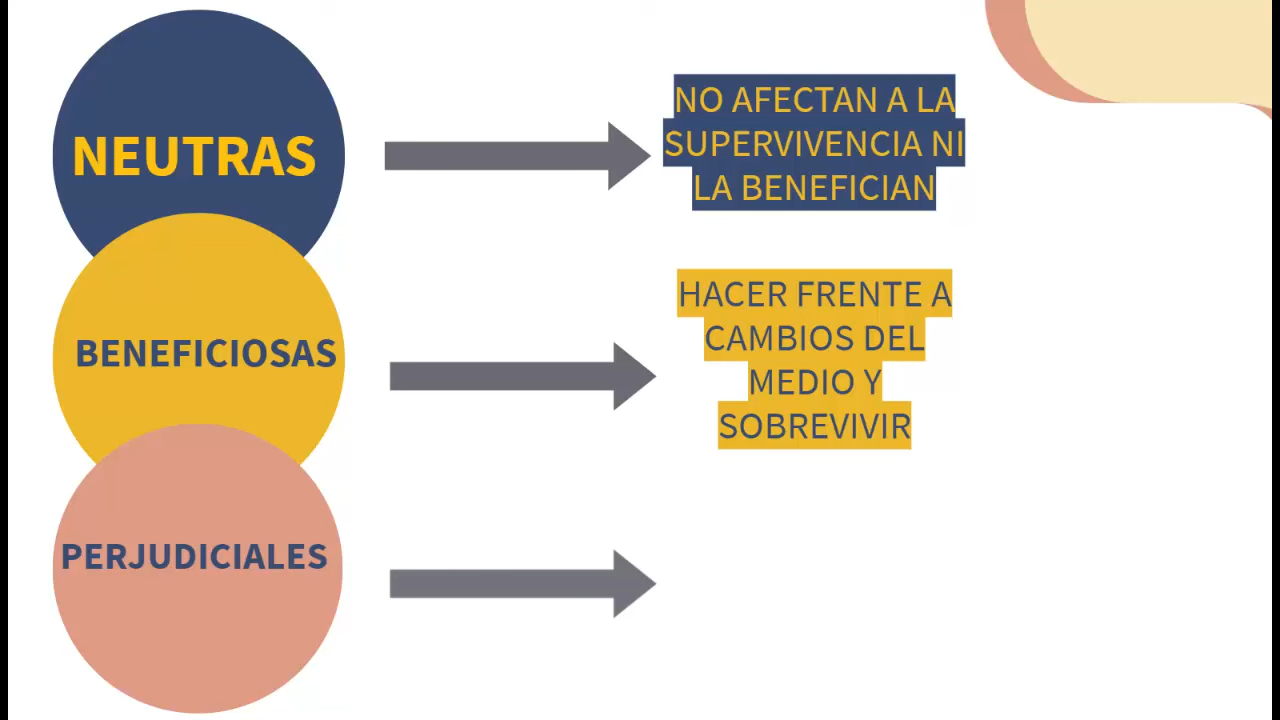 NEUTRAS
NO AFECTAN A LA
SUPERVIVENCIA NI
LA BENEFICIAN
BENEFICIOSAS
HACER FRENTE A
CAMBIOS DEL
MEDIO Y
SOBREVIVIR
PERJUDICIALES